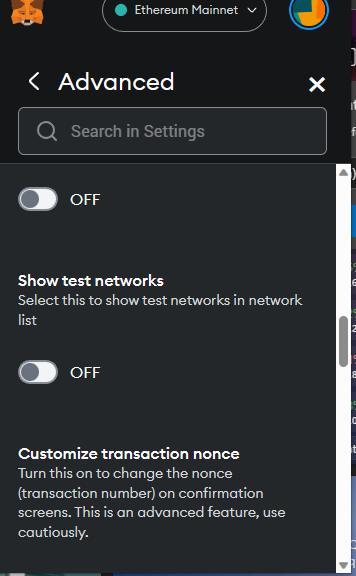 Ethereum Mainnet
Advanced
Search in Settings
OFF
Show test networks
Select this to show test networks in network
list
OFF
Customize transaction nonce
Turn this on to change the nonce
(transaction number) on confirmation
screens. This is an advanced feature, use
cautiously.